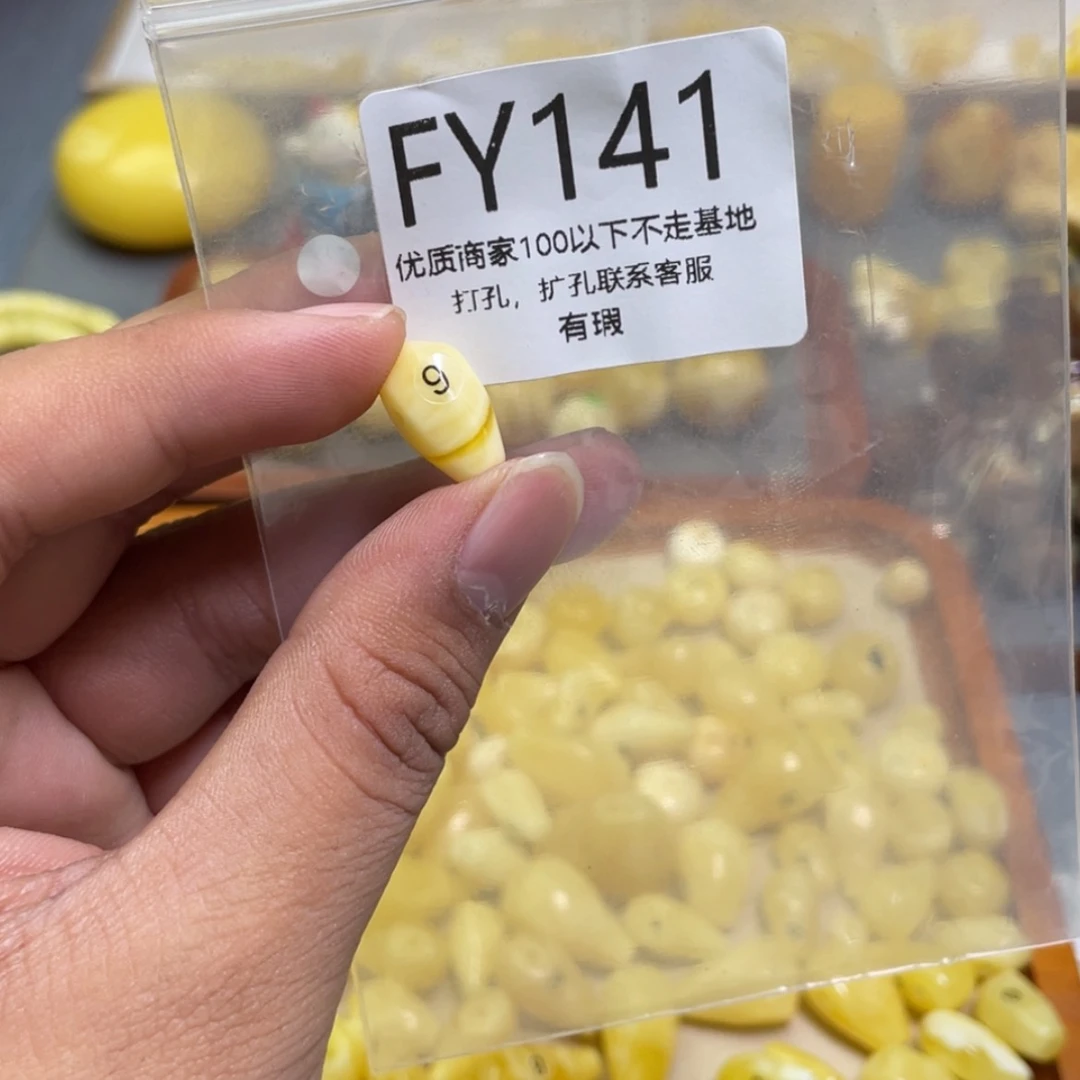 FY141
优质商家100以下不走基地
打孔，扩孔联系客服
有瑕
9